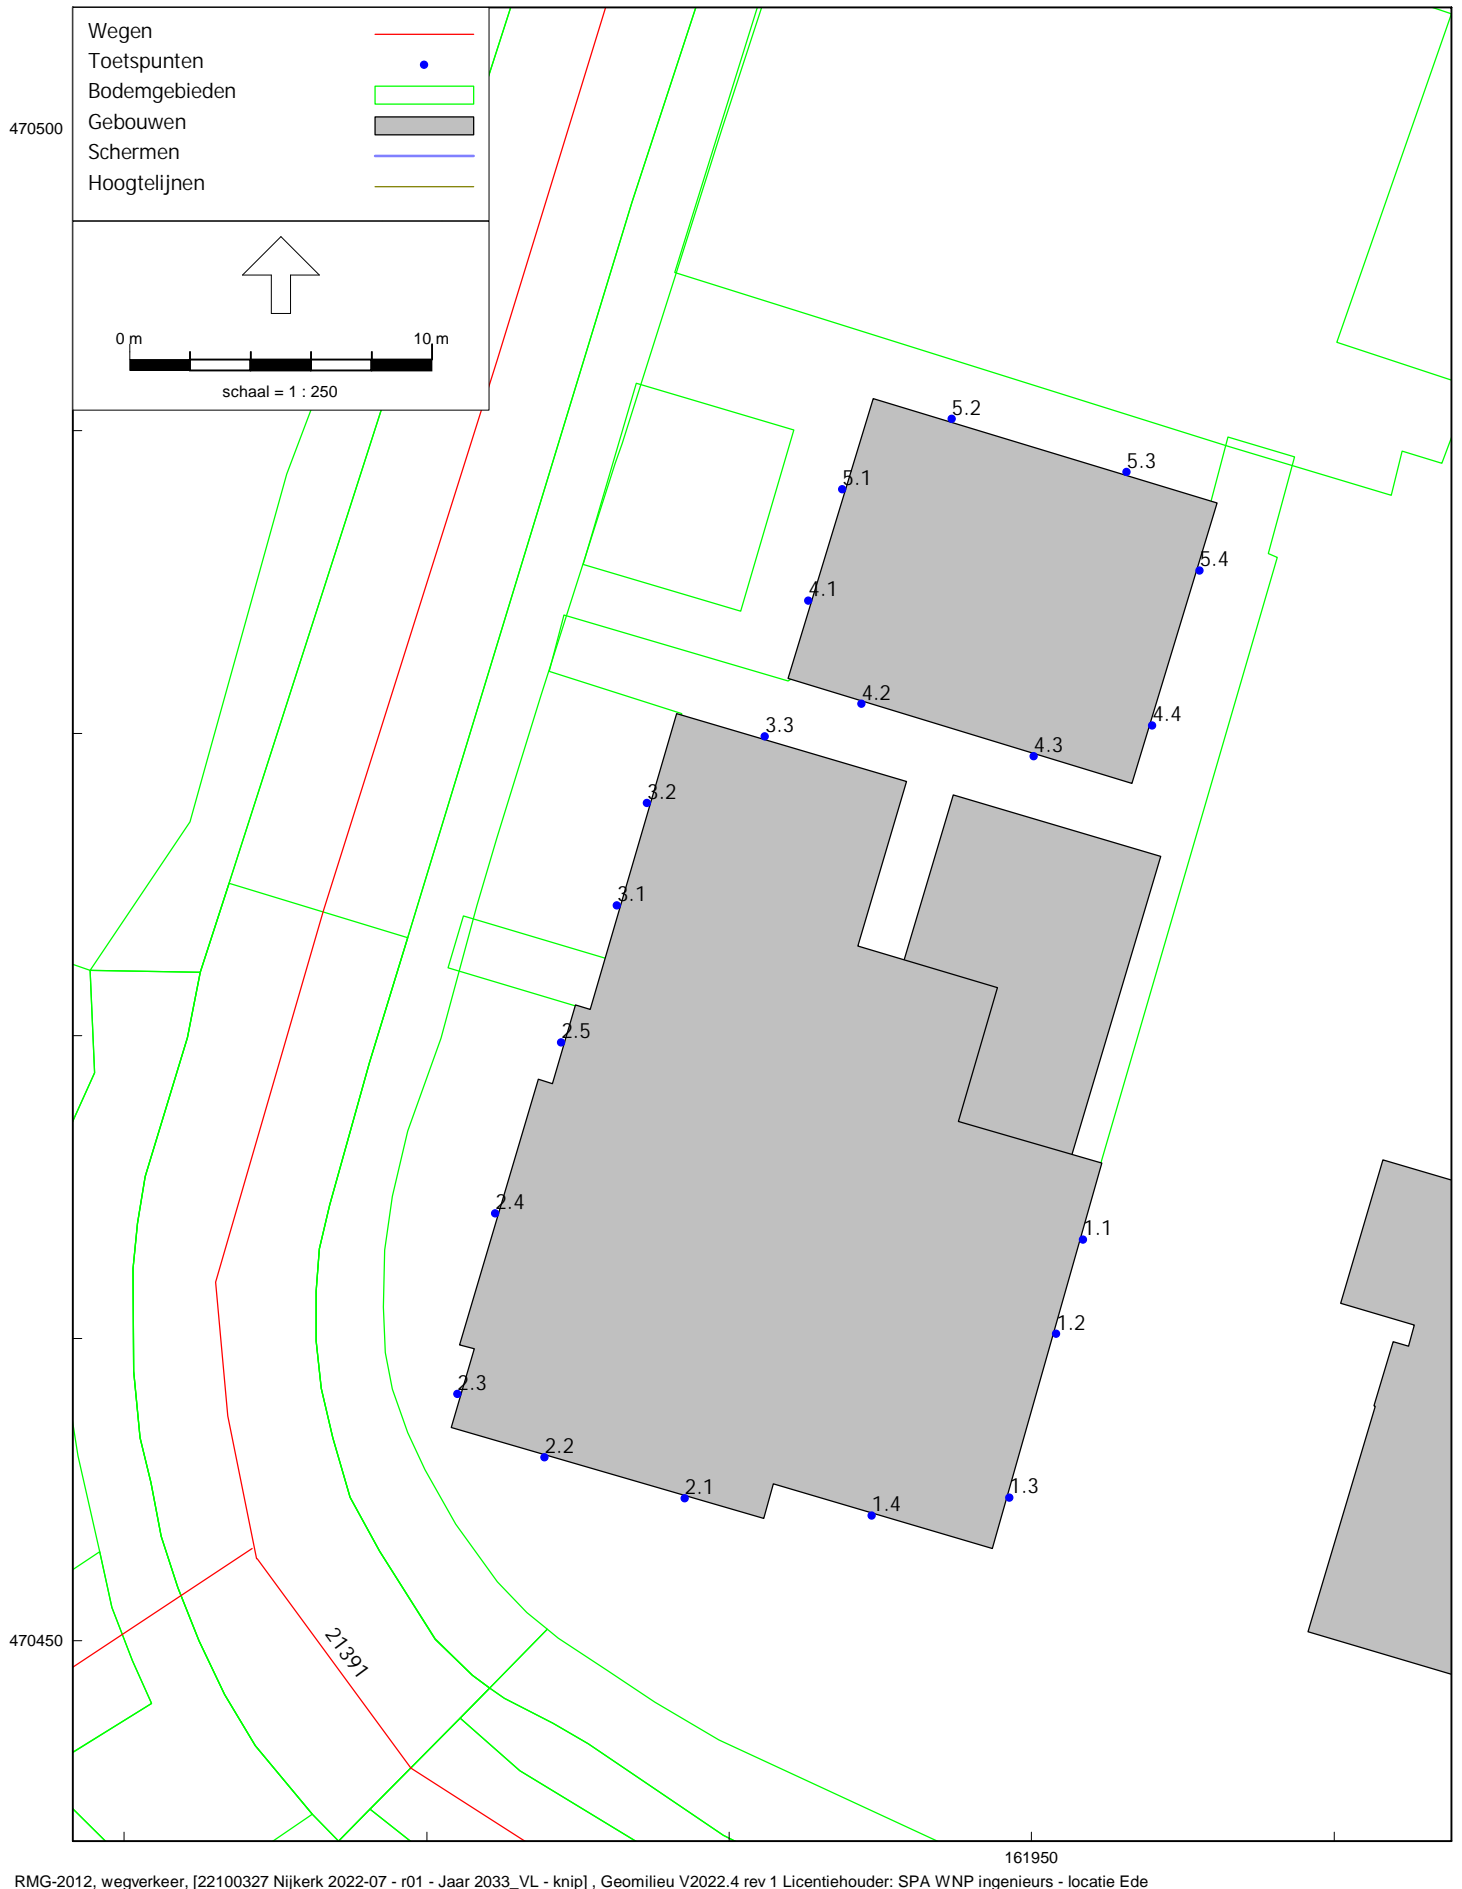 Wegen
Toetspunten
Bodemgebieden
Gebouwen
Schermen
Hoogtelijnen
470500
0 m 10 m
schaal = 1 : 250
5.2
5.3
5.1
5.4
4.1
4.2
4.4
3.3
4.3
3.2
3.1
2.5
2.4
1.1
1.2
2.3
2.2
2.1
1.3
1.4
21391
470450
161950
RMG-2012, wegverkeer, [22100327 Nijkerk 2022-07 - r01 - Jaar 2033_VL - knip] , Geomilieu V2022.4 rev 1 Licentiehouder: SPA WNP ingenieurs - locatie Ede